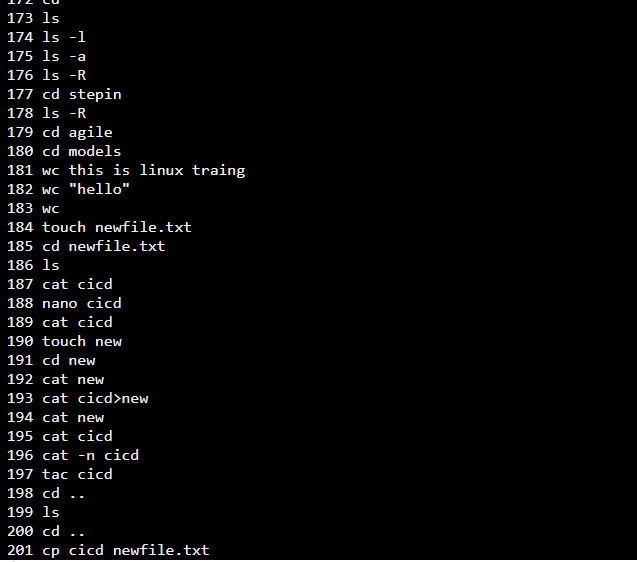 172 cd
173 ls
174 ls -l
175 ls -a
176 ls -R
177 cd stepin
178 ls -R
179 cd agile
180 cd models
181 wc this is linux traing
182 wc "hello"
183 wc
184 touch newfile.txt
185 cd newfile.txt
186 ls
187 cat cicd
188 nano cicd
189 cat cicd
190 touch new
191 cd new
192 cat new
193 cat cicd>new
194 cat new
195 cat cicd
196 cat -n cicd
197 tac cicd
198 cd ..
199 ls
200 cd ..
201 cp cicd newfile.txt